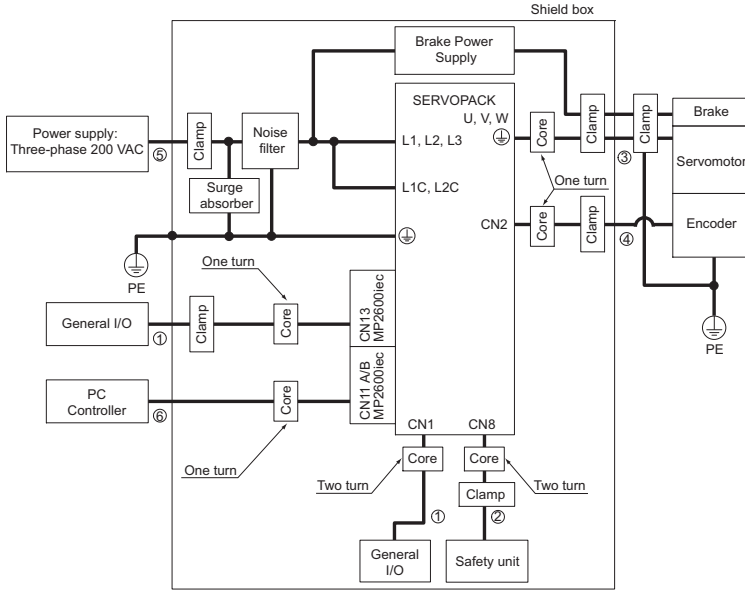 Shield box
Brake Power
Supply
SERVOPACK
U, V, W
L1, L2, L3
L1C, L2C
CN2
Power supply:
Three-phase 200 VAC
⑤
Clamp
Noise
filter
Surge
absorber
PE
Core
Clamp
Clamp
③
One turn
Core
Clamp
④
Brake
Servomotor
Encoder
PE
One turn
General I/O
①
Clamp
Core
CN13
MP2600iec
PC
Controller
⑥
Core
CN11 A/B
MP2600iec
One turn
CN1
CN8
Core
Core
Two turn
Two turn
Clamp
①
②
General
I/O
Safety unit